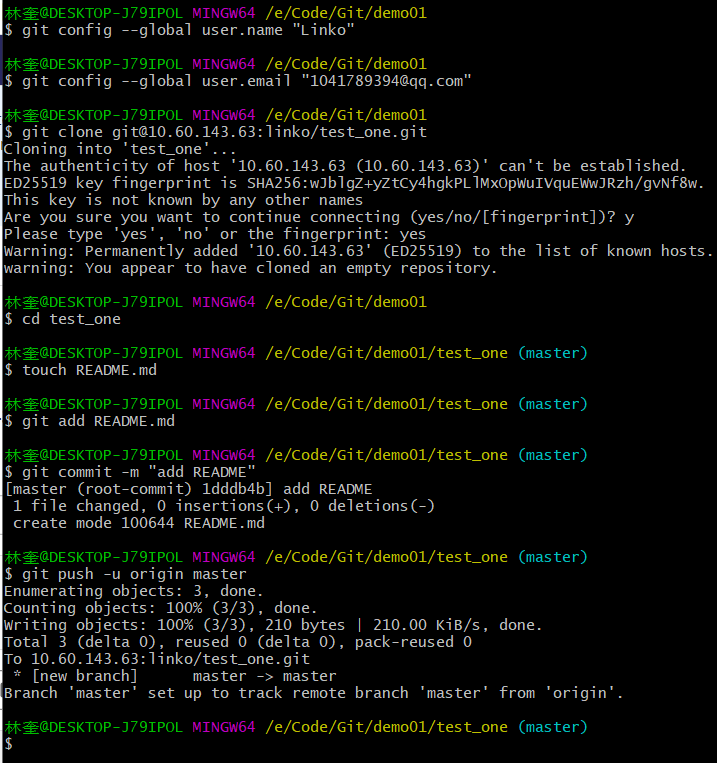 林奎@DESKTOP-J79IPOL MINGW64 /e/Code/Git/demo01
$ git config --global user.name "Linko"
林奎@DESKTOP-J79IPOL MINGW64 /e/Code/Git/demo01
$ git config --global user.email "1041789394@qq.com"
林奎@DESKTOP-J79IPOL MINGW64 /e/Code/Git/demo01
$ git clone git@10.60.143.63:linko/test_one.git
Cloning into 'test_one'...
The authenticity of host '10.60.143.63 (10.60.143.63)' can't be established.
ED25519 key fingerprint is SHA256:wJblgZ+yZtCy4hgkPLlMxOpWuIVquEWwJRzh/gvNf8w.
This key is not known by any other names
Are you sure you want to continue connecting (yes/no/[fingerprint])? y
Please type 'yes', 'no' or the fingerprint: yes
Warning: Permanently added '10.60.143.63' (ED25519) to the list of known hosts.
warning: You appear to have cloned an empty repository.
林奎@DESKTOP-J79IPOL MINGW64 /e/Code/Git/demo01
$ cd test_one
林奎@DESKTOP-J79IPOL MINGW64 /e/Code/Git/demo01/test_one (master)
$ touch README.md
林奎@DESKTOP-J79IPOL MINGW64 /e/Code/Git/demo01/test_one (master)
$ git add README.md
林奎@DESKTOP-J79IPOL MINGW64 /e/Code/Git/demo01/test_one (master)
$ git commit -m "add README"
[master (root-commit) 1dddb4b] add README
1 file changed, 0 insertions(+), 0 deletions(-)
create mode 100644 README.md
林奎@DESKTOP-J79IPOL MINGW64 /e/Code/Git/demo01/test_one (master)
$ git push -u origin master
Enumerating objects: 3, done.
Counting objects: 100% (3/3), done.
Writing objects: 100% (3/3), 210 bytes | 210.00 KiB/s, done.
Total 3 (delta 0), reused 0 (delta 0), pack-reused 0
To 10.60.143.63:linko/test_one.git
* [new branch]      master -> master
Branch 'master' set up to track remote branch 'master' from 'origin'.
林奎@DESKTOP-J79IPOL MINGW64 /e/Code/Git/demo01/test_one (master)
$